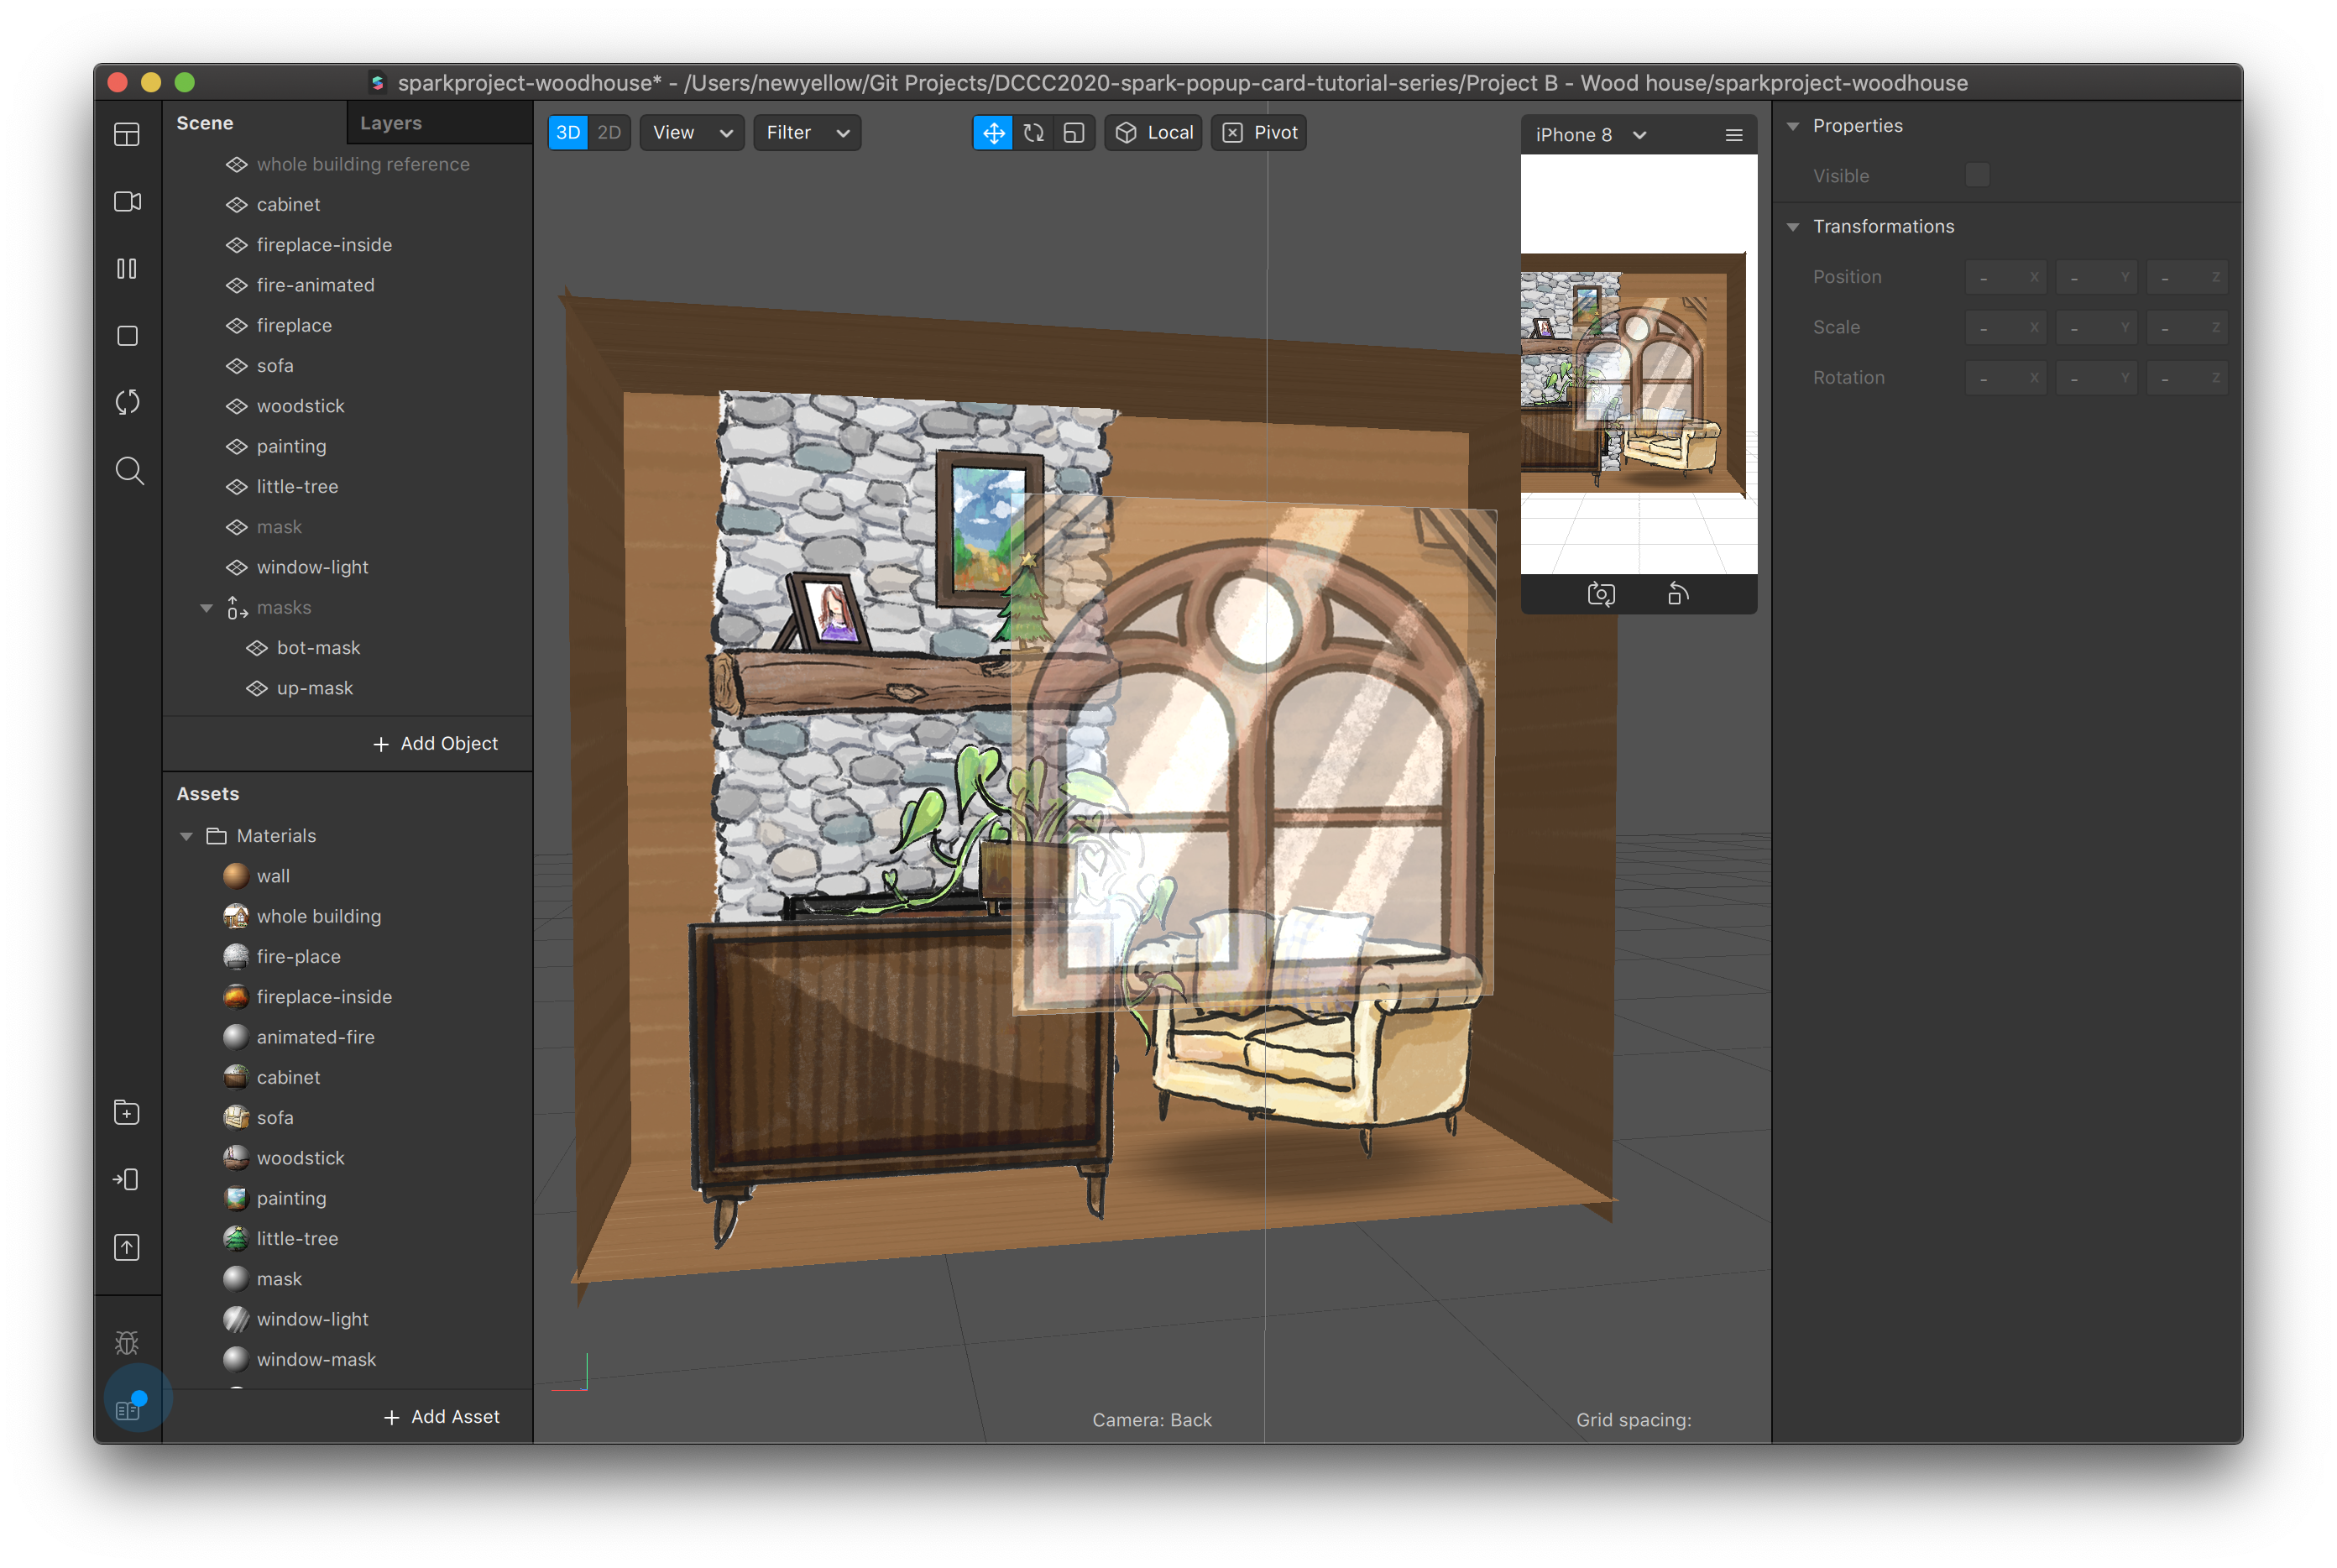 sparkproject-woodhouse* - /Users/newyellow/Git Projects/DCCC2020-spark-popup-card-tutorial-series/Project B - Wood house/sparkproject-woodhouse
Scene
Layers
whole building reference
cabinet
fireplace-inside
fire-animated
fireplace
sofa
woodstick
painting
little-tree
mask
window-light
masks
bot-mask
up-mask
+ Add Object
Assets
Materials
wall
whole building
fire-place
fireplace-inside
animated-fire
cabinet
sofa
woodstick
painting
little-tree
mask
window-light
window-mask
+ Add Asset
3D 2D
View
Filter
Local
Pivot
iPhone 8
Camera: Back
Grid spacing:
Properties
Visible
Transformations
Position - X - Y - Z
Scale - X - Y - Z
Rotation - X - Y - Z